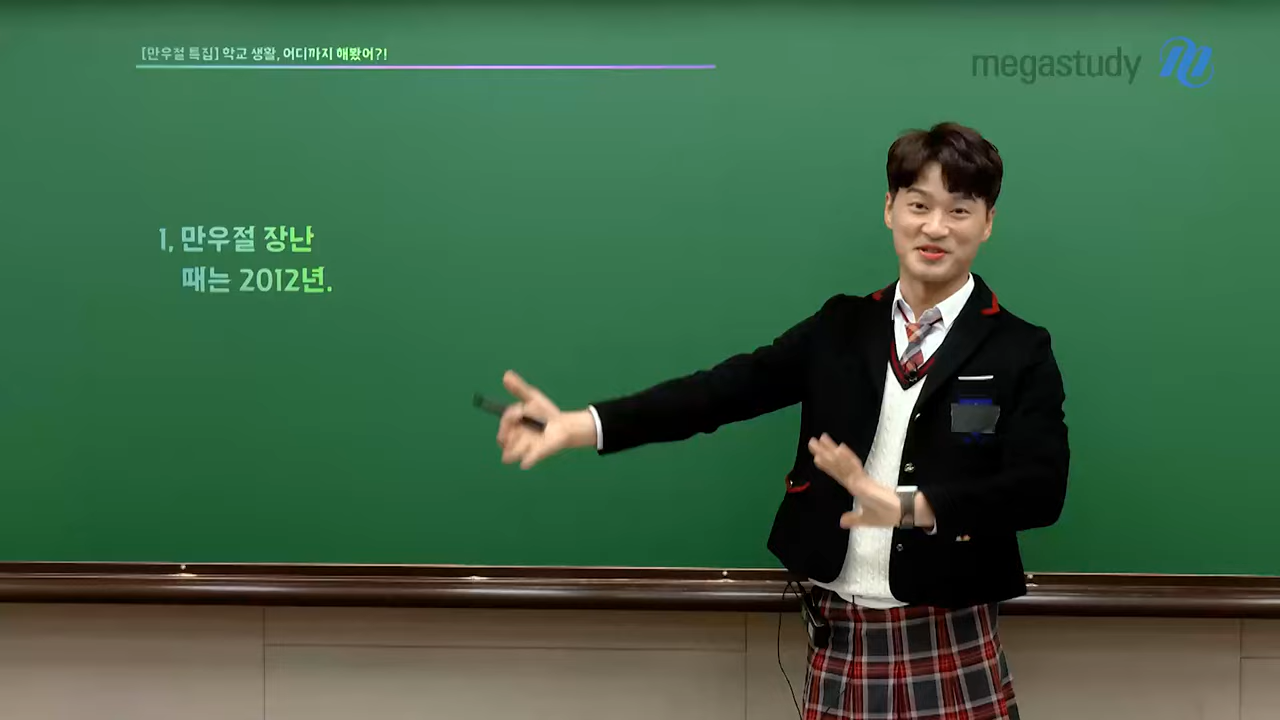 [만우절 특집] 학교 생활, 어디까지 해봤어?!
megastudy
1, 만우절 장난
때는 2012년.